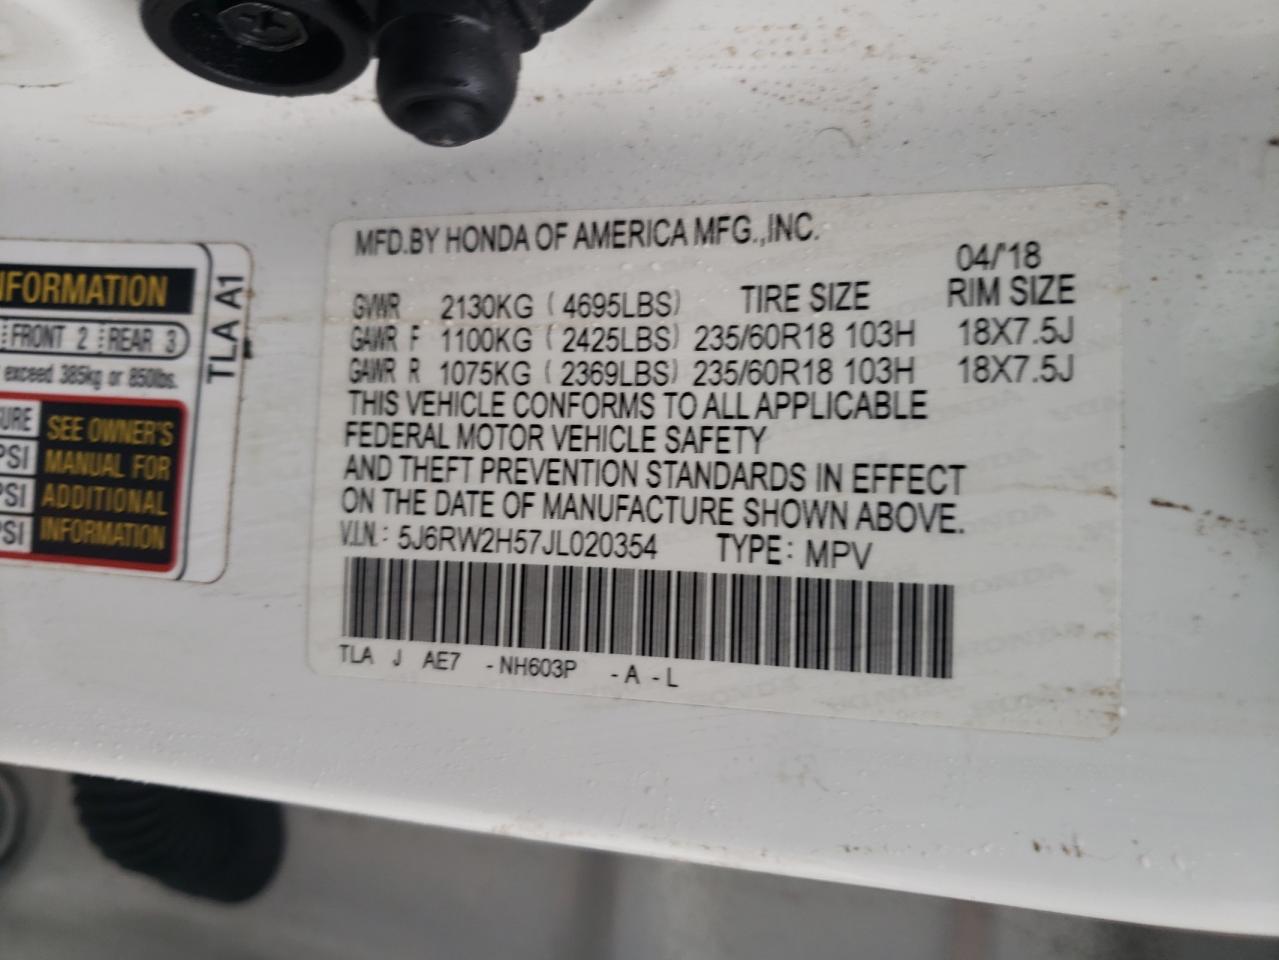 MFD.BY HONDA OF AMERICA MFG.,INC.
04/'18
GVWR 2130KG ( 4695LBS) TIRE SIZE RIM SIZE
GAWR F 1100KG ( 2425LBS) 235/60R18 103H 18X7.5J
GAWR R 1075KG ( 2369LBS) 235/60R18 103H 18X7.5J
THIS VEHICLE CONFORMS TO ALL APPLICABLE
FEDERAL MOTOR VEHICLE SAFETY
AND THEFT PREVENTION STANDARDS IN EFFECT
ON THE DATE OF MANUFACTURE SHOWN ABOVE.
V.I.N.: 5J6RW2H57JL020354 TYPE: MPV
TLA J AE7 -NH603P -A -L
NFORMATION
FRONT 2 REAR 3
exceed 385kg or 850lbs.
URE
PSI
PSI
PSI
SEE OWNER'S
MANUAL FOR
ADDITIONAL
INFORMATION
TLA A1